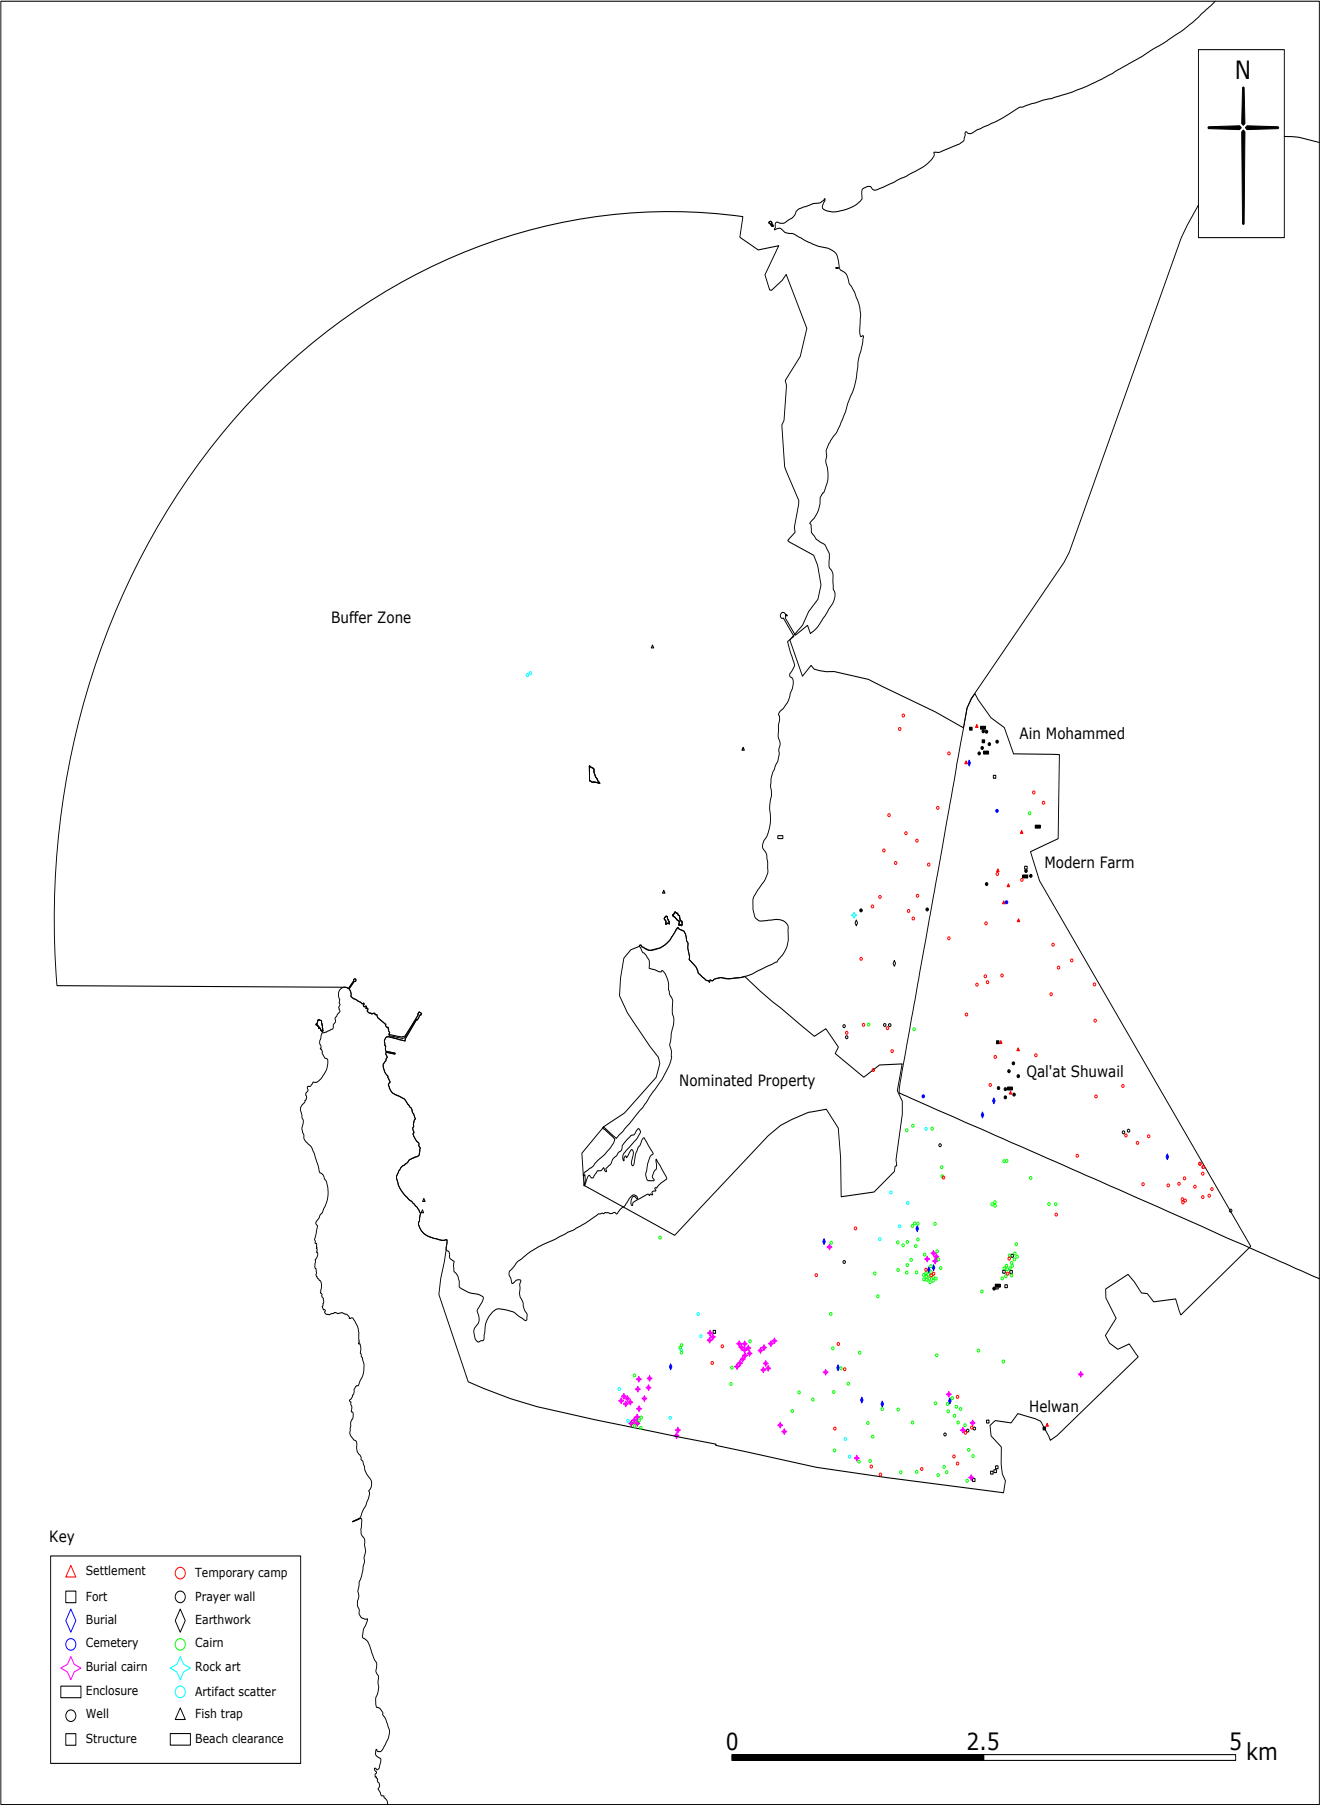 N
Buffer Zone
Ain Mohammed
Modern Farm
Nominated Property
Qal'at Shuwail
Helwan
Key
Settlement
Temporary camp
Fort
Prayer wall
Burial
Earthwork
Cemetery
Cairn
Burial cairn
Rock art
Enclosure
Artifact scatter
Well
Fish trap
Structure
Beach clearance
0 2.5 5 km